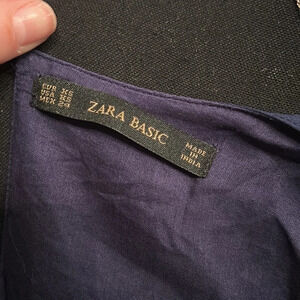 EUR XS
USA XS
MEX 24
ZARA BASIC
MADE
IN
INDIA